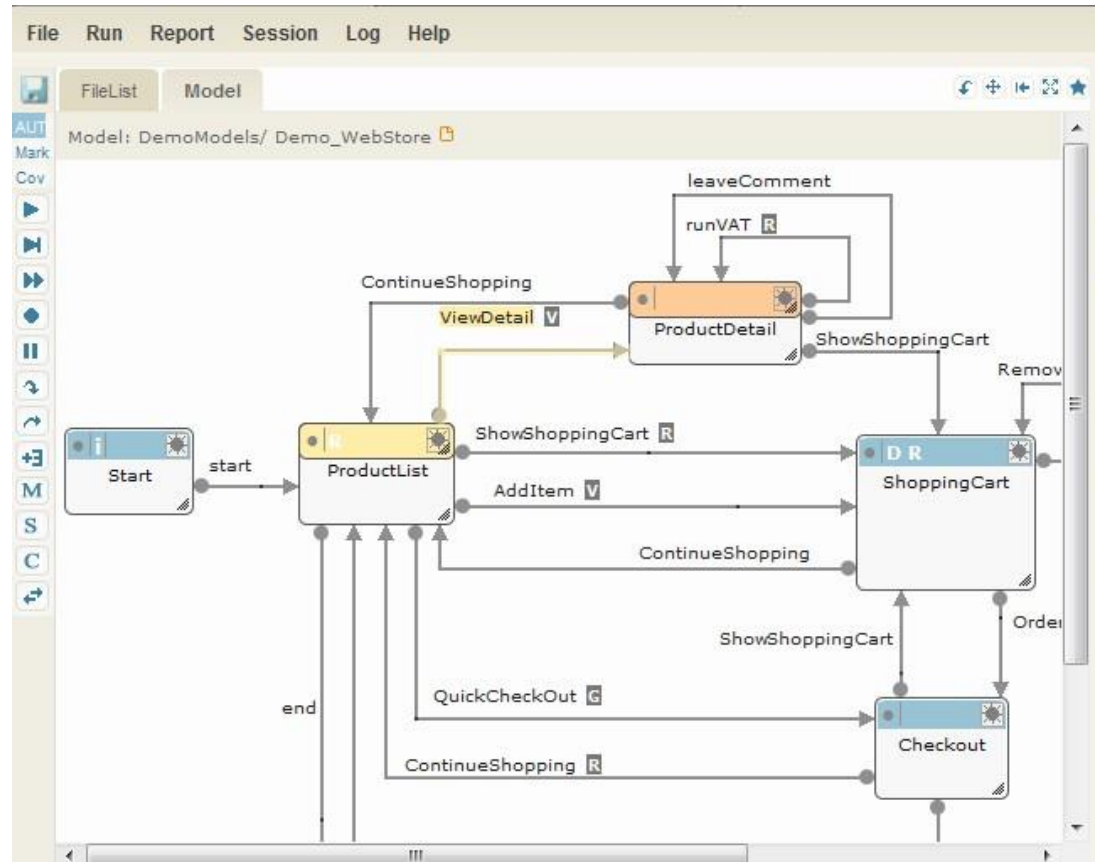 File Run Report Session Log Help
FileList Model
AUT
Mark
Cov
Model: DemoModels/ Demo_WebStore
leaveComment
runVAT R
ContinueShopping
ViewDetail V
ProductDetail
ShowShoppingCart
Remov
i
Start
start
R
ProductList
ShowShoppingCart R
AddItem V
ContinueShopping
D R
ShoppingCart
ShowShoppingCart
Order
end
QuickCheckOut G
Checkout
ContinueShopping R
M
S
C